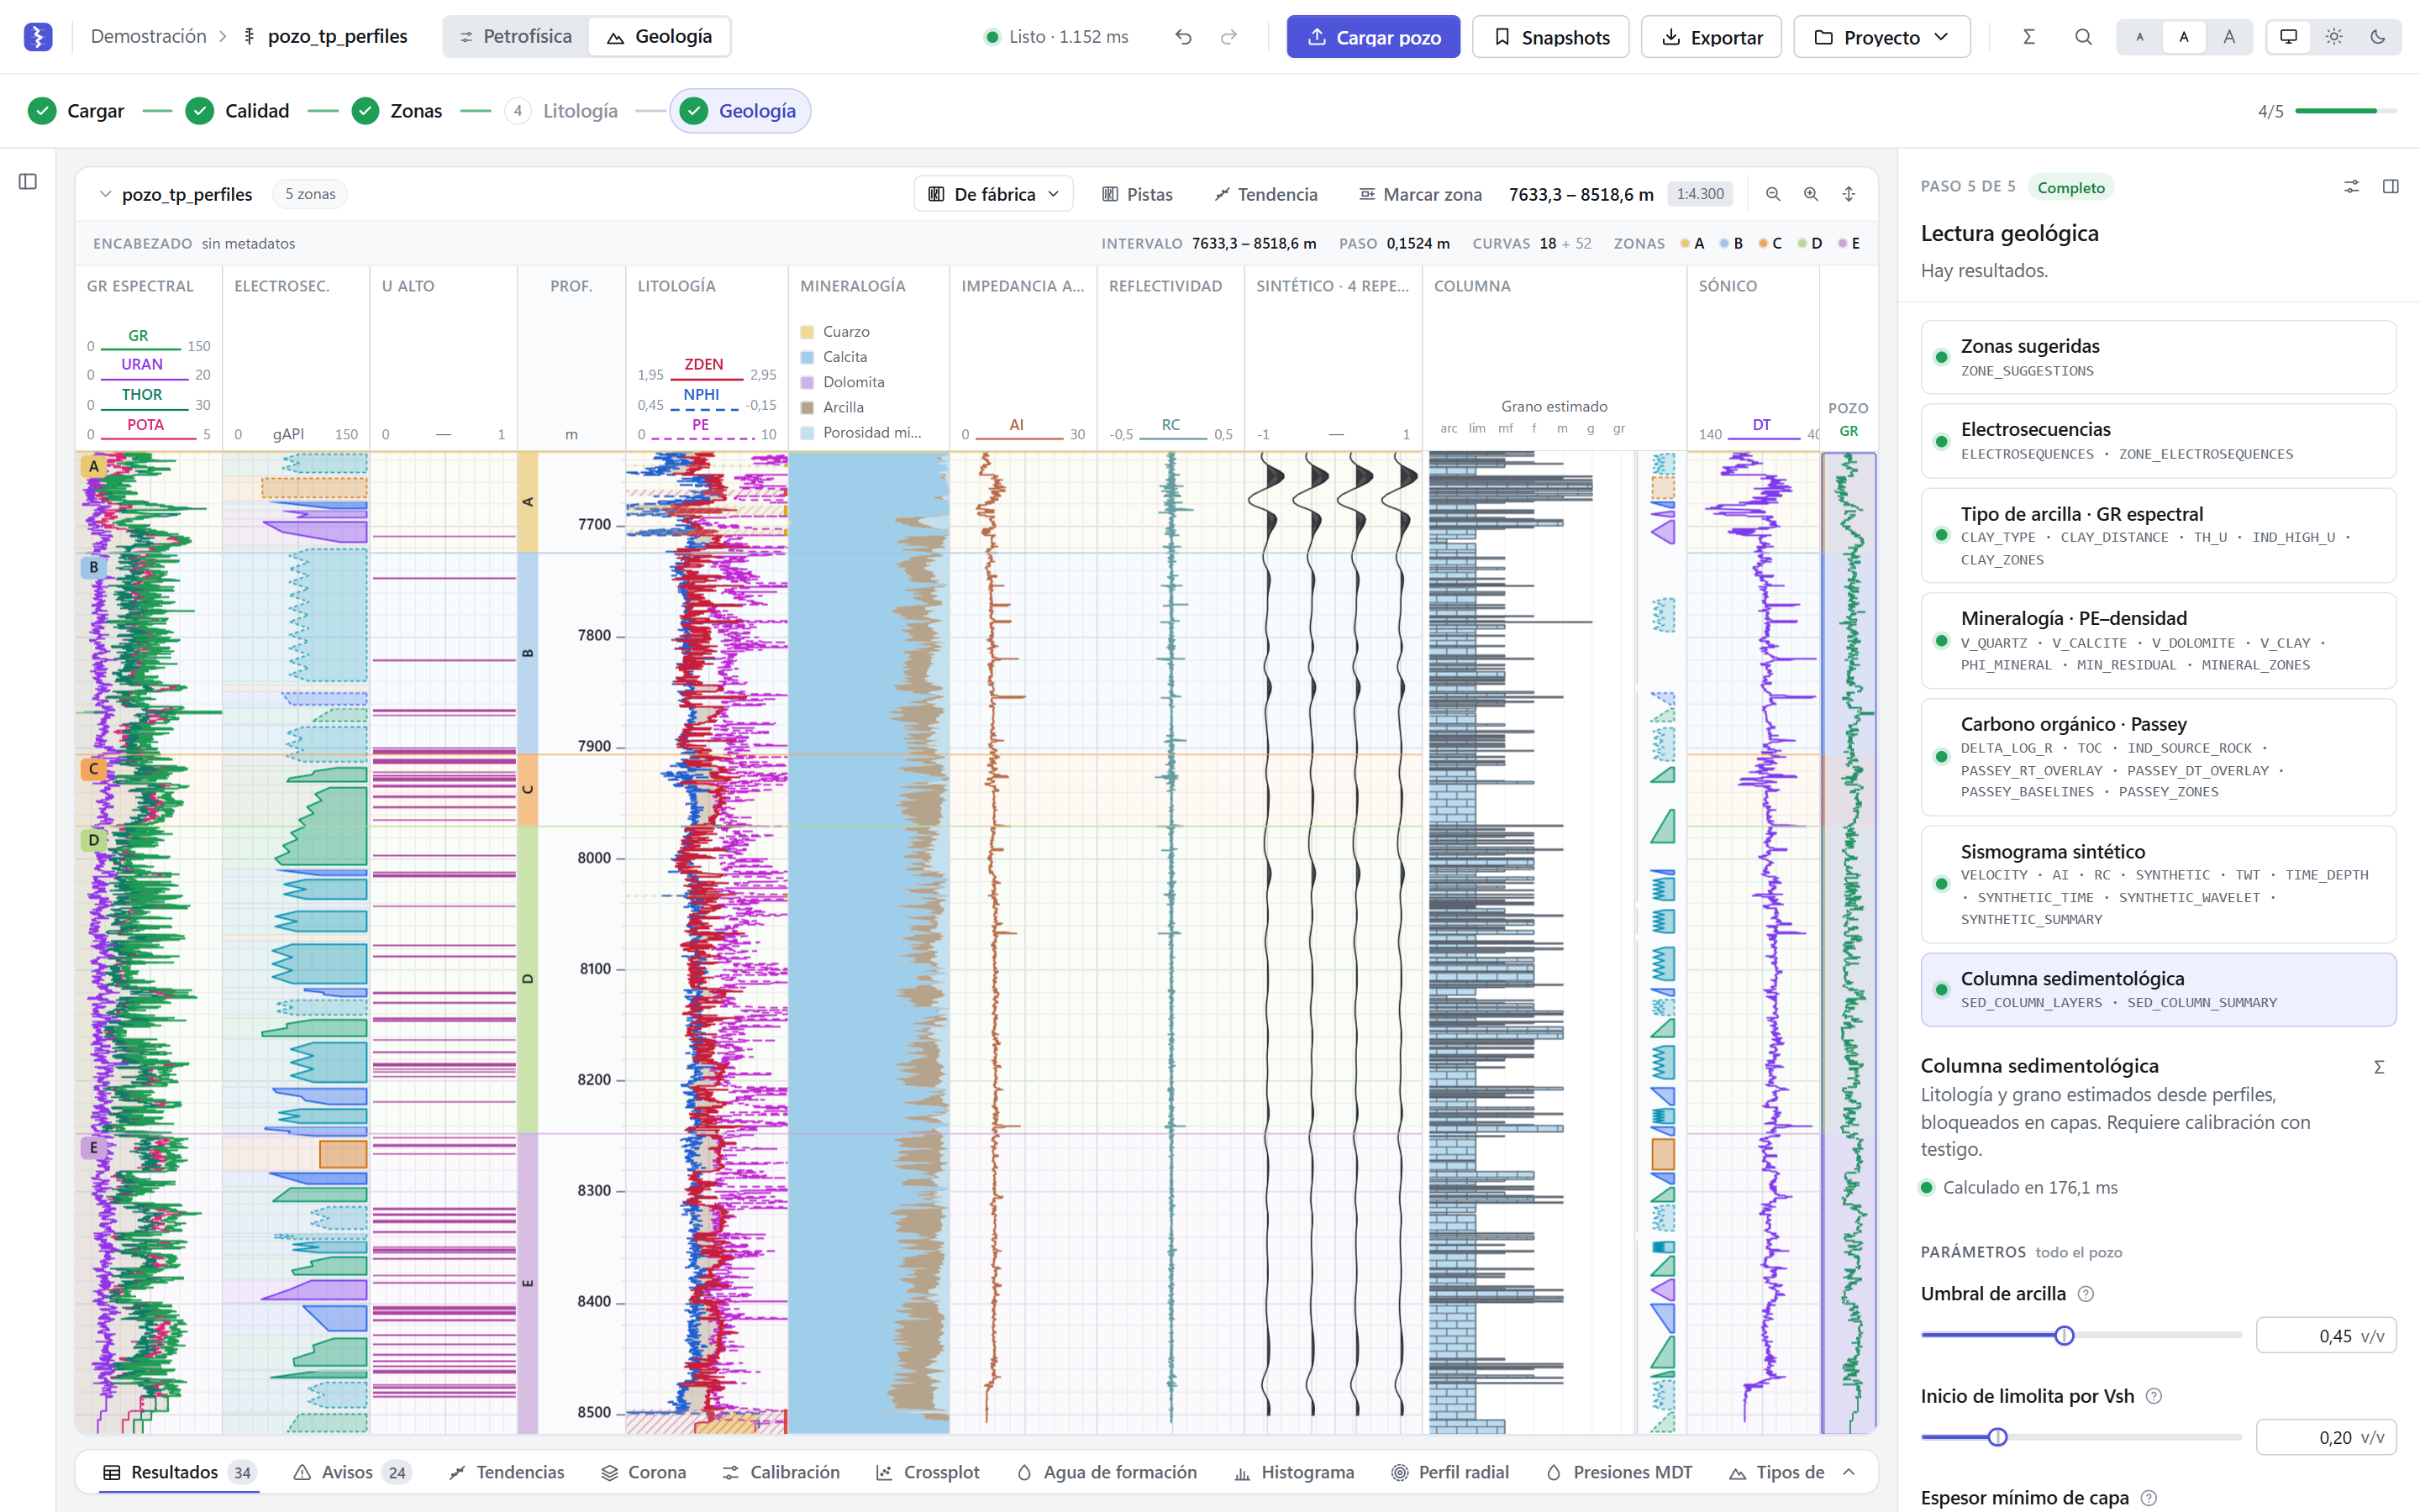 Demostración > pozo_tp_perfiles Petrofísica Geología Listo · 1.152 ms Cargar pozo Snapshots Exportar Proyecto Σ A A A
Cargar Calidad Zonas 4 Litología Geología 4/5
pozo_tp_perfiles 5 zonas De fábrica Pistas Tendencia Marcar zona 7633,3 – 8518,6 m 1:4.300
ENCABEZADO sin metadatos INTERVALO 7633,3 – 8518,6 m PASO 0,1524 m CURVAS 18 + 52 ZONAS A B C D E
GR ESPECTRAL ELECTROSEC. U ALTO PROF. LITOLOGÍA MINERALOGÍA IMPEDANCIA A... REFLECTIVIDAD SINTÉTICO · 4 REPE... COLUMNA SÓNICO
GR
0 150
URAN
0 20
THOR
0 30
POTA
0 5
0 gAPI 150
0 — 1
m
ZDEN
1,95 2,95
NPHI
0,45 -0,15
PE
0 10
Cuarzo
Calcita
Dolomita
Arcilla
Porosidad mi...
AI
0 30
RC
-0,5 0,5
-1 — 1
Grano estimado
arc lim mf f m g gr
DT
140 40
POZO
GR
A
B
C
D
E
A
B
C
D
E
7700
7800
7900
8000
8100
8200
8300
8400
8500
Resultados 34 Avisos 24 Tendencias Corona Calibración Crossplot Agua de formación Histograma Perfil radial Presiones MDT Tipos de
PASO 5 DE 5 Completo
Lectura geológica
Hay resultados.
Zonas sugeridas
ZONE_SUGGESTIONS
Electrosecuencias
ELECTROSEQUENCES · ZONE_ELECTROSEQUENCES
Tipo de arcilla · GR espectral
CLAY_TYPE · CLAY_DISTANCE · TH_U · IND_HIGH_U ·
CLAY_ZONES
Mineralogía · PE–densidad
V_QUARTZ · V_CALCITE · V_DOLOMITE · V_CLAY ·
PHI_MINERAL · MIN_RESIDUAL · MINERAL_ZONES
Carbono orgánico · Passey
DELTA_LOG_R · TOC · IND_SOURCE_ROCK ·
PASSEY_RT_OVERLAY · PASSEY_DT_OVERLAY ·
PASSEY_BASELINES · PASSEY_ZONES
Sismograma sintético
VELOCITY · AI · RC · SYNTHETIC · TWT · TIME_DEPTH
· SYNTHETIC_TIME · SYNTHETIC_WAVELET ·
SYNTHETIC_SUMMARY
Columna sedimentológica
SED_COLUMN_LAYERS · SED_COLUMN_SUMMARY
Columna sedimentológica Σ
Litología y grano estimados desde perfiles,
bloqueados en capas. Requiere calibración con
testigo.
Calculado en 176,1 ms
PARÁMETROS todo el pozo
Umbral de arcilla ?
0,45 v/v
Inicio de limolita por Vsh ?
0,20 v/v
Espesor mínimo de capa ?